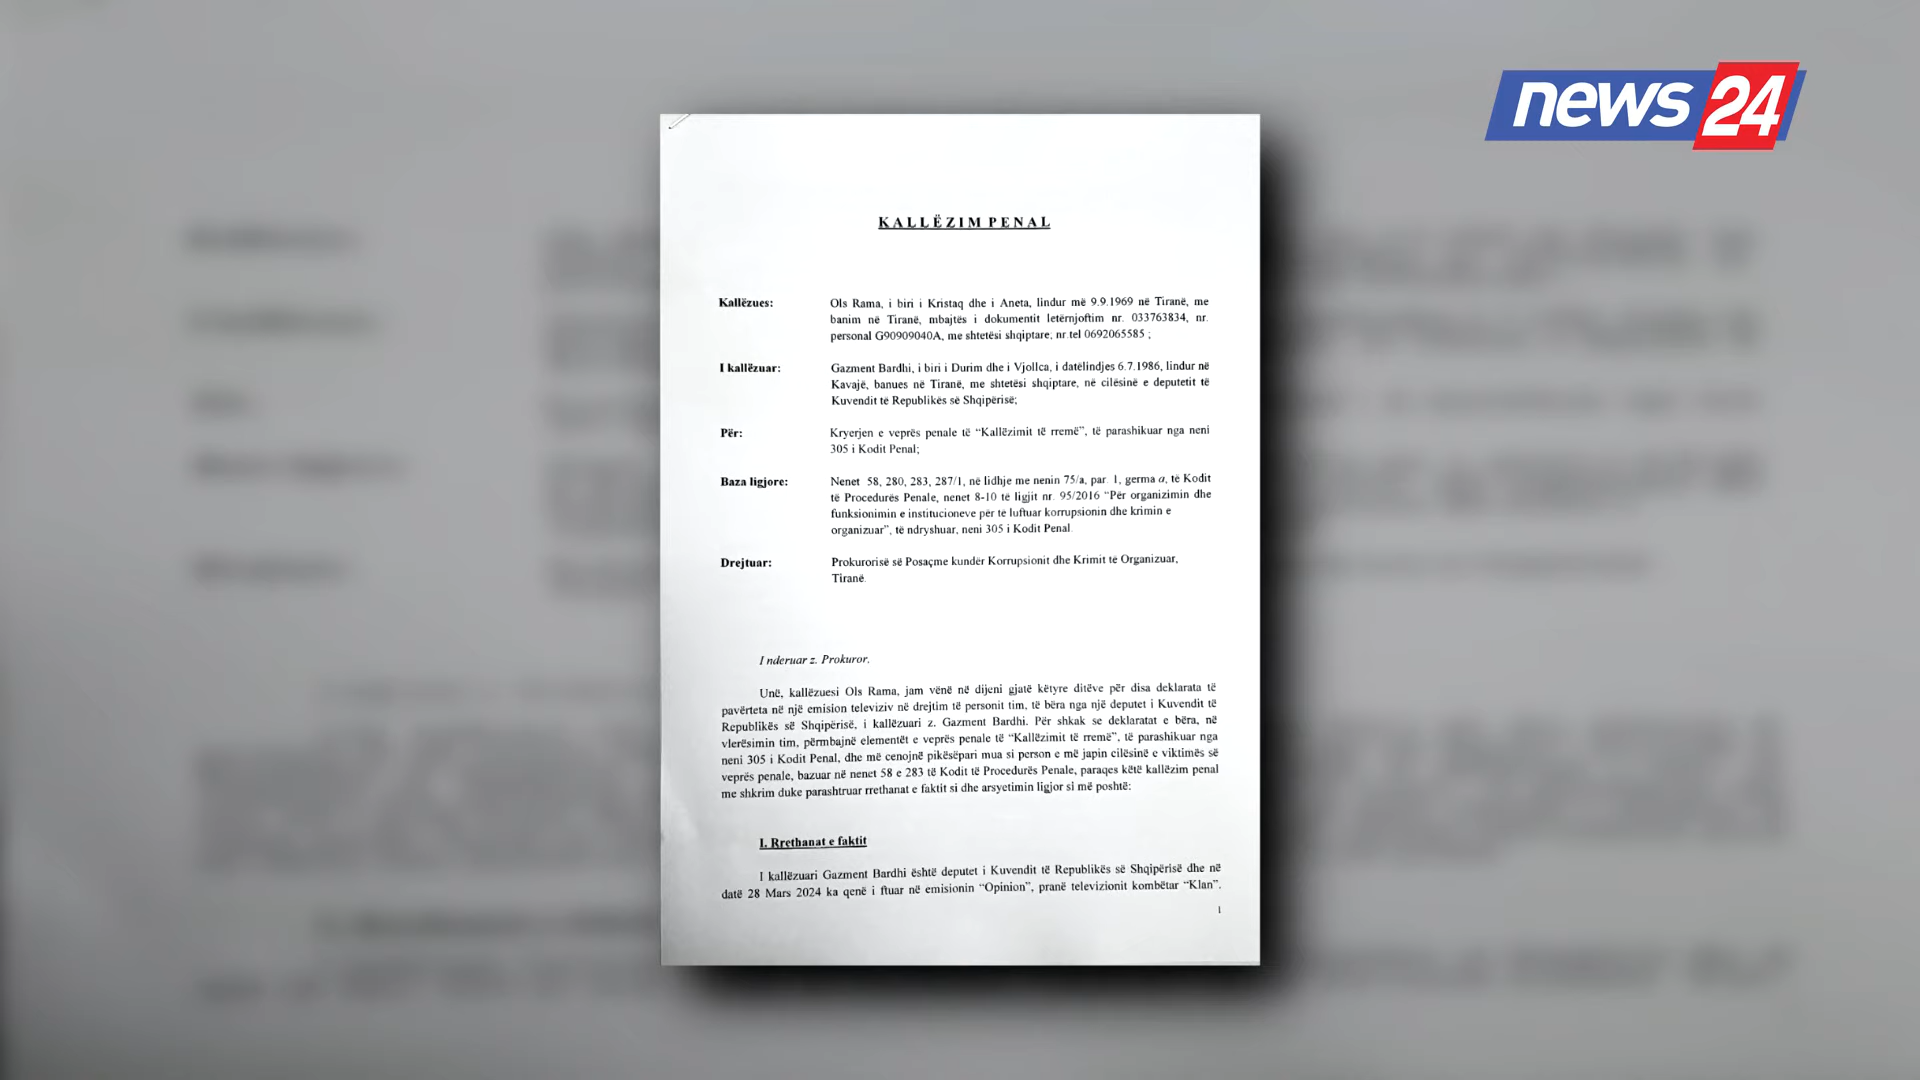 news 24
KALLËZIM PENAL
Kallëzues: Ols Rama, i biri i Kristaq dhe i Aneta, lindur më 9.9.1969 në Tiranë, me
banim në Tiranë, mbajtës i dokumentit letërnjoftim nr. 033763834, nr.
personal G90909040A, me shtetësi shqiptare, nr.tel 0692065585 ;
I kallëzuar: Gazment Bardhi, i biri i Durim dhe i Vjollca, i datëlindjes 6.7.1986, lindur në
Kavajë, banues në Tiranë, me shtetësi shqiptare, në cilësinë e deputetit të
Kuvendit të Republikës së Shqipërisë;
Për: Kryerjen e veprës penale të “Kallëzimit të rremë”, të parashikuar nga neni
305 i Kodit Penal;
Baza ligjore: Nenet 58, 280, 283, 287/1, në lidhje me nenin 75/a, par. 1, germa a, të Kodit
të Procedurës Penale, nenet 8-10 të ligjit nr. 95/2016 “Për organizimin dhe
funksionimin e institucioneve për të luftuar korrupsionin dhe krimin e
organizuar”, të ndryshuar, neni 305 i Kodit Penal.
Drejtuar: Prokurorisë së Posaçme kundër Korrupsionit dhe Krimit të Organizuar,
Tiranë.
I nderuar z. Prokuror,
Unë, kallëzuesi Ols Rama, jam vënë në dijeni gjatë këtyre ditëve për disa deklarata të
pavërteta në një emision televiziv në drejtim të personit tim, të bëra nga një deputet i Kuvendit të
Republikës së Shqipërisë, i kallëzuari z. Gazment Bardhi. Për shkak se deklaratat e bëra, në
vlerësimin tim, përmbajnë elementët e veprës penale të “Kallëzimit të rremë”, të parashikuar nga
neni 305 i Kodit Penal, dhe më cenojnë pikësëpari mua si person e më japin cilësinë e viktimës së
veprës penale, bazuar në nenet 58 e 283 të Kodit të Procedurës Penale, paraqes këtë kallëzim penal
me shkrim duke parashtruar rrethanat e faktit si dhe arsyetimin ligjor si më poshtë:
I. Rrethanat e faktit
I kallëzuari Gazment Bardhi është deputet i Kuvendit të Republikës së Shqipërisë dhe në
datë 28 Mars 2024 ka qenë i ftuar në emisionin “Opinion”, pranë televizionit kombëtar “Klan”.
1